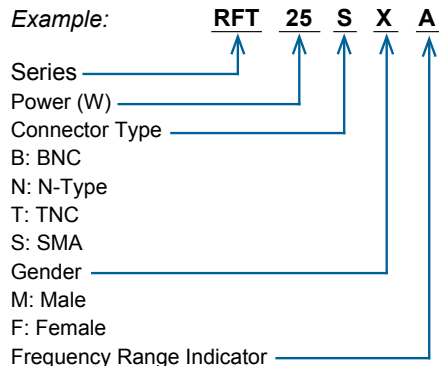 Example: RFT 25 S X A
Series
Power (W)
Connector Type
B: BNC
N: N-Type
T: TNC
S: SMA
Gender
M: Male
F: Female
Frequency Range Indicator